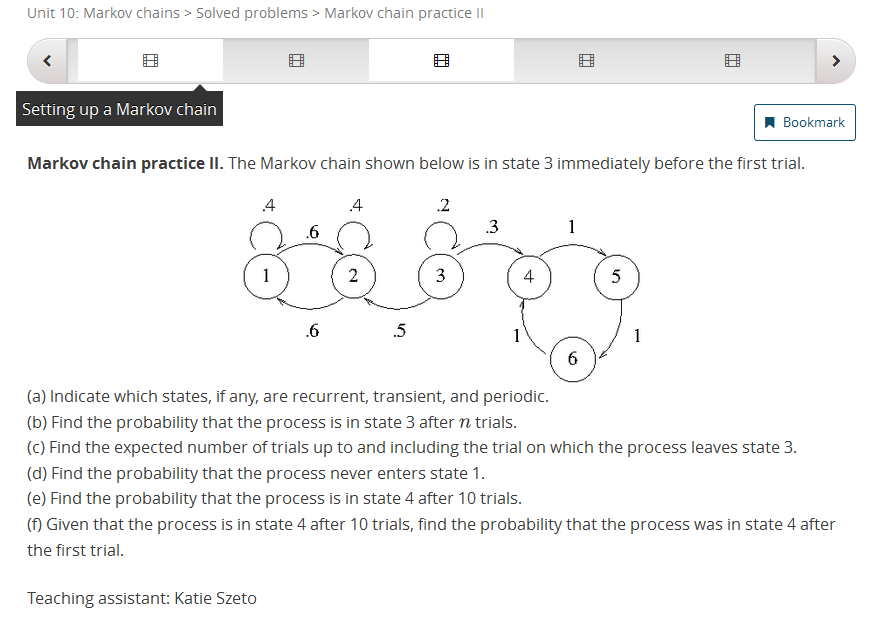 Unit 10: Markov chains > Solved problems > Markov chain practice II
Setting up a Markov chain
Bookmark
Markov chain practice II. The Markov chain shown below is in state 3 immediately before the first trial.
.4 .4 .2
.6 .3 1
1 2 3 4 5
.6 .5 1 1
6
(a) Indicate which states, if any, are recurrent, transient, and periodic.
(b) Find the probability that the process is in state 3 after n trials.
(c) Find the expected number of trials up to and including the trial on which the process leaves state 3.
(d) Find the probability that the process never enters state 1.
(e) Find the probability that the process is in state 4 after 10 trials.
(f) Given that the process is in state 4 after 10 trials, find the probability that the process was in state 4 after
the first trial.
Teaching assistant: Katie Szeto